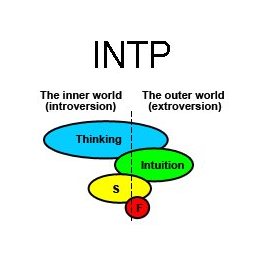 INTP
The inner world
(introversion)
The outer world
(extroversion)
Thinking
Intuition
S
F